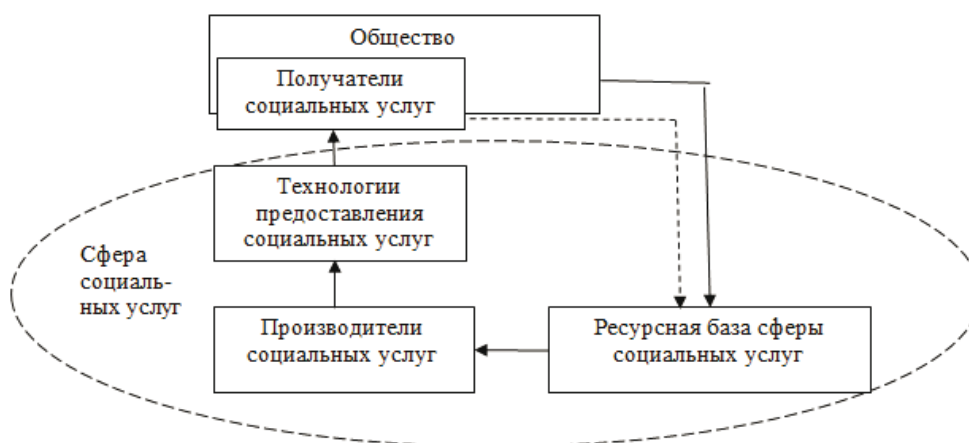 Общество
Получатели
социальных услуг
Технологии
предоставления
социальных услуг
Сфера
социаль-
ных услуг
Производители
социальных услуг
Ресурсная база сферы
социальных услуг